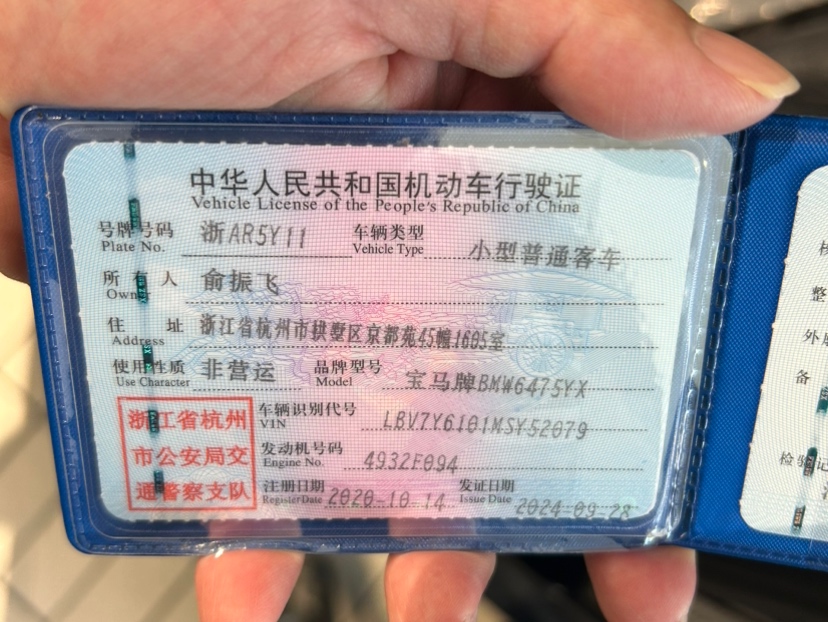 中华人民共和国机动车行驶证
Vehicle License of the People's Republic of China
号牌号码 浙AR5Y11 车辆类型 小型普通客车
Plate No. Vehicle Type
所有人 俞振飞
Owner
住址 浙江省杭州市拱墅区京都苑45幢1605室
Address
使用性质 非营运 品牌型号 宝马牌BMW6475YX
Use Character Model
浙江省杭州
市公安局交
通警察支队
车辆识别代号 LBV7Y6101MSY52079
VIN
发动机号码 4932F094
Engine No.
注册日期 2020-10-14 发证日期 2024-09-28
Register Date Issue Date
核
整
外
备
检验记